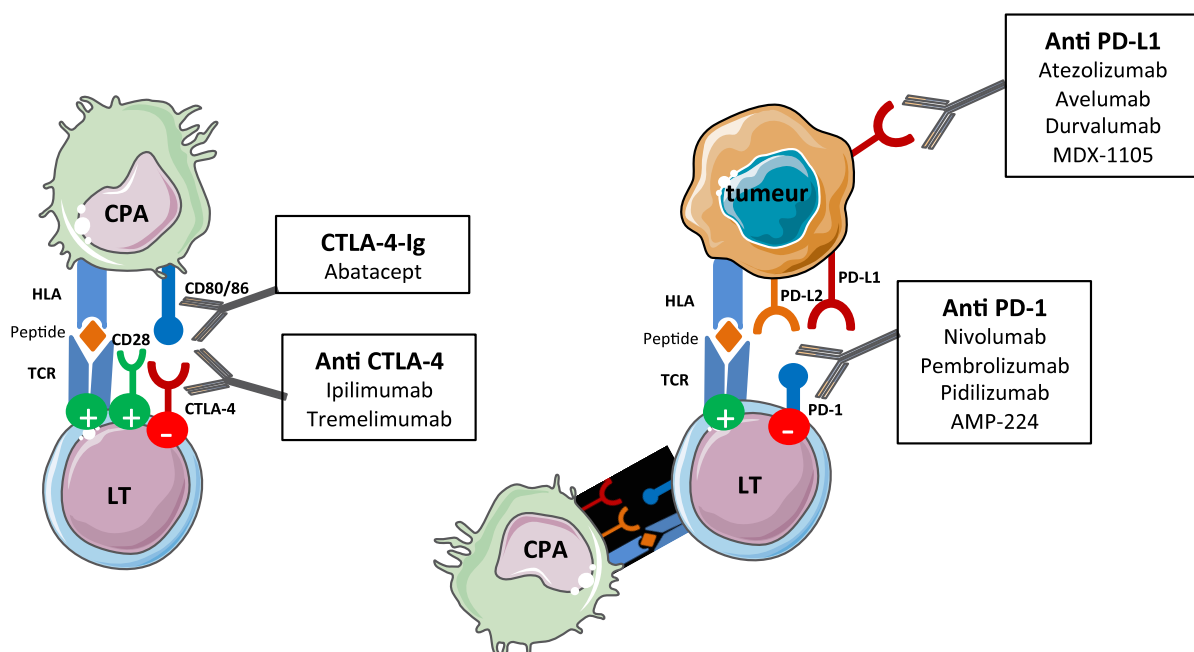 CPA
HLA
CD80/86
Peptide
CD28
TCR
CTLA-4
+
+
-
LT
CTLA-4-Ig
Abatacept
Anti CTLA-4
Ipilimumab
Tremelimumab
Anti PD-L1
Atezolizumab
Avelumab
Durvalumab
MDX-1105
tumeur
PD-L1
PD-L2
HLA
Peptide
TCR
PD-1
+
-
LT
CPA
Anti PD-1
Nivolumab
Pembrolizumab
Pidilizumab
AMP-224